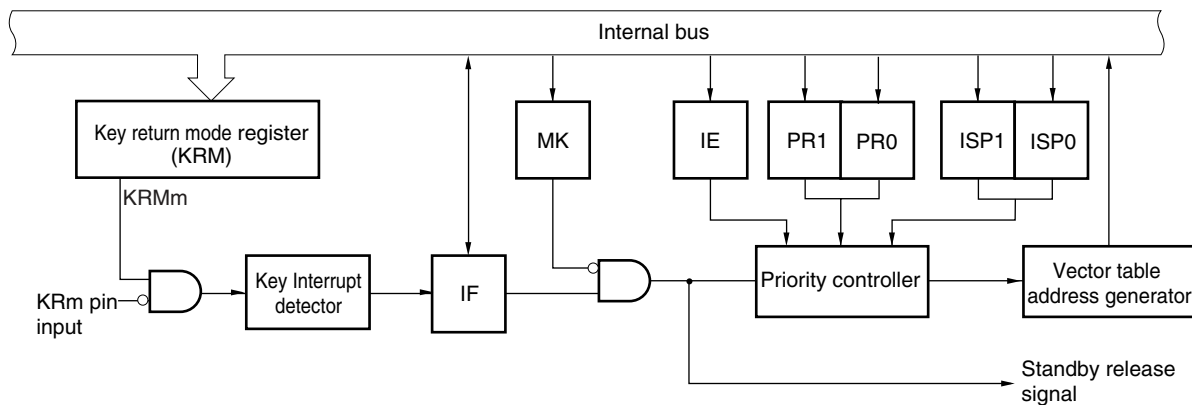 Internal bus
Key return mode register
(KRM)
MK
IE
PR1
PR0
ISP1
ISP0
KRMm
Key Interrupt
detector
IF
Priority controller
Vector table
address generator
KRm pin
input
Standby release
signal